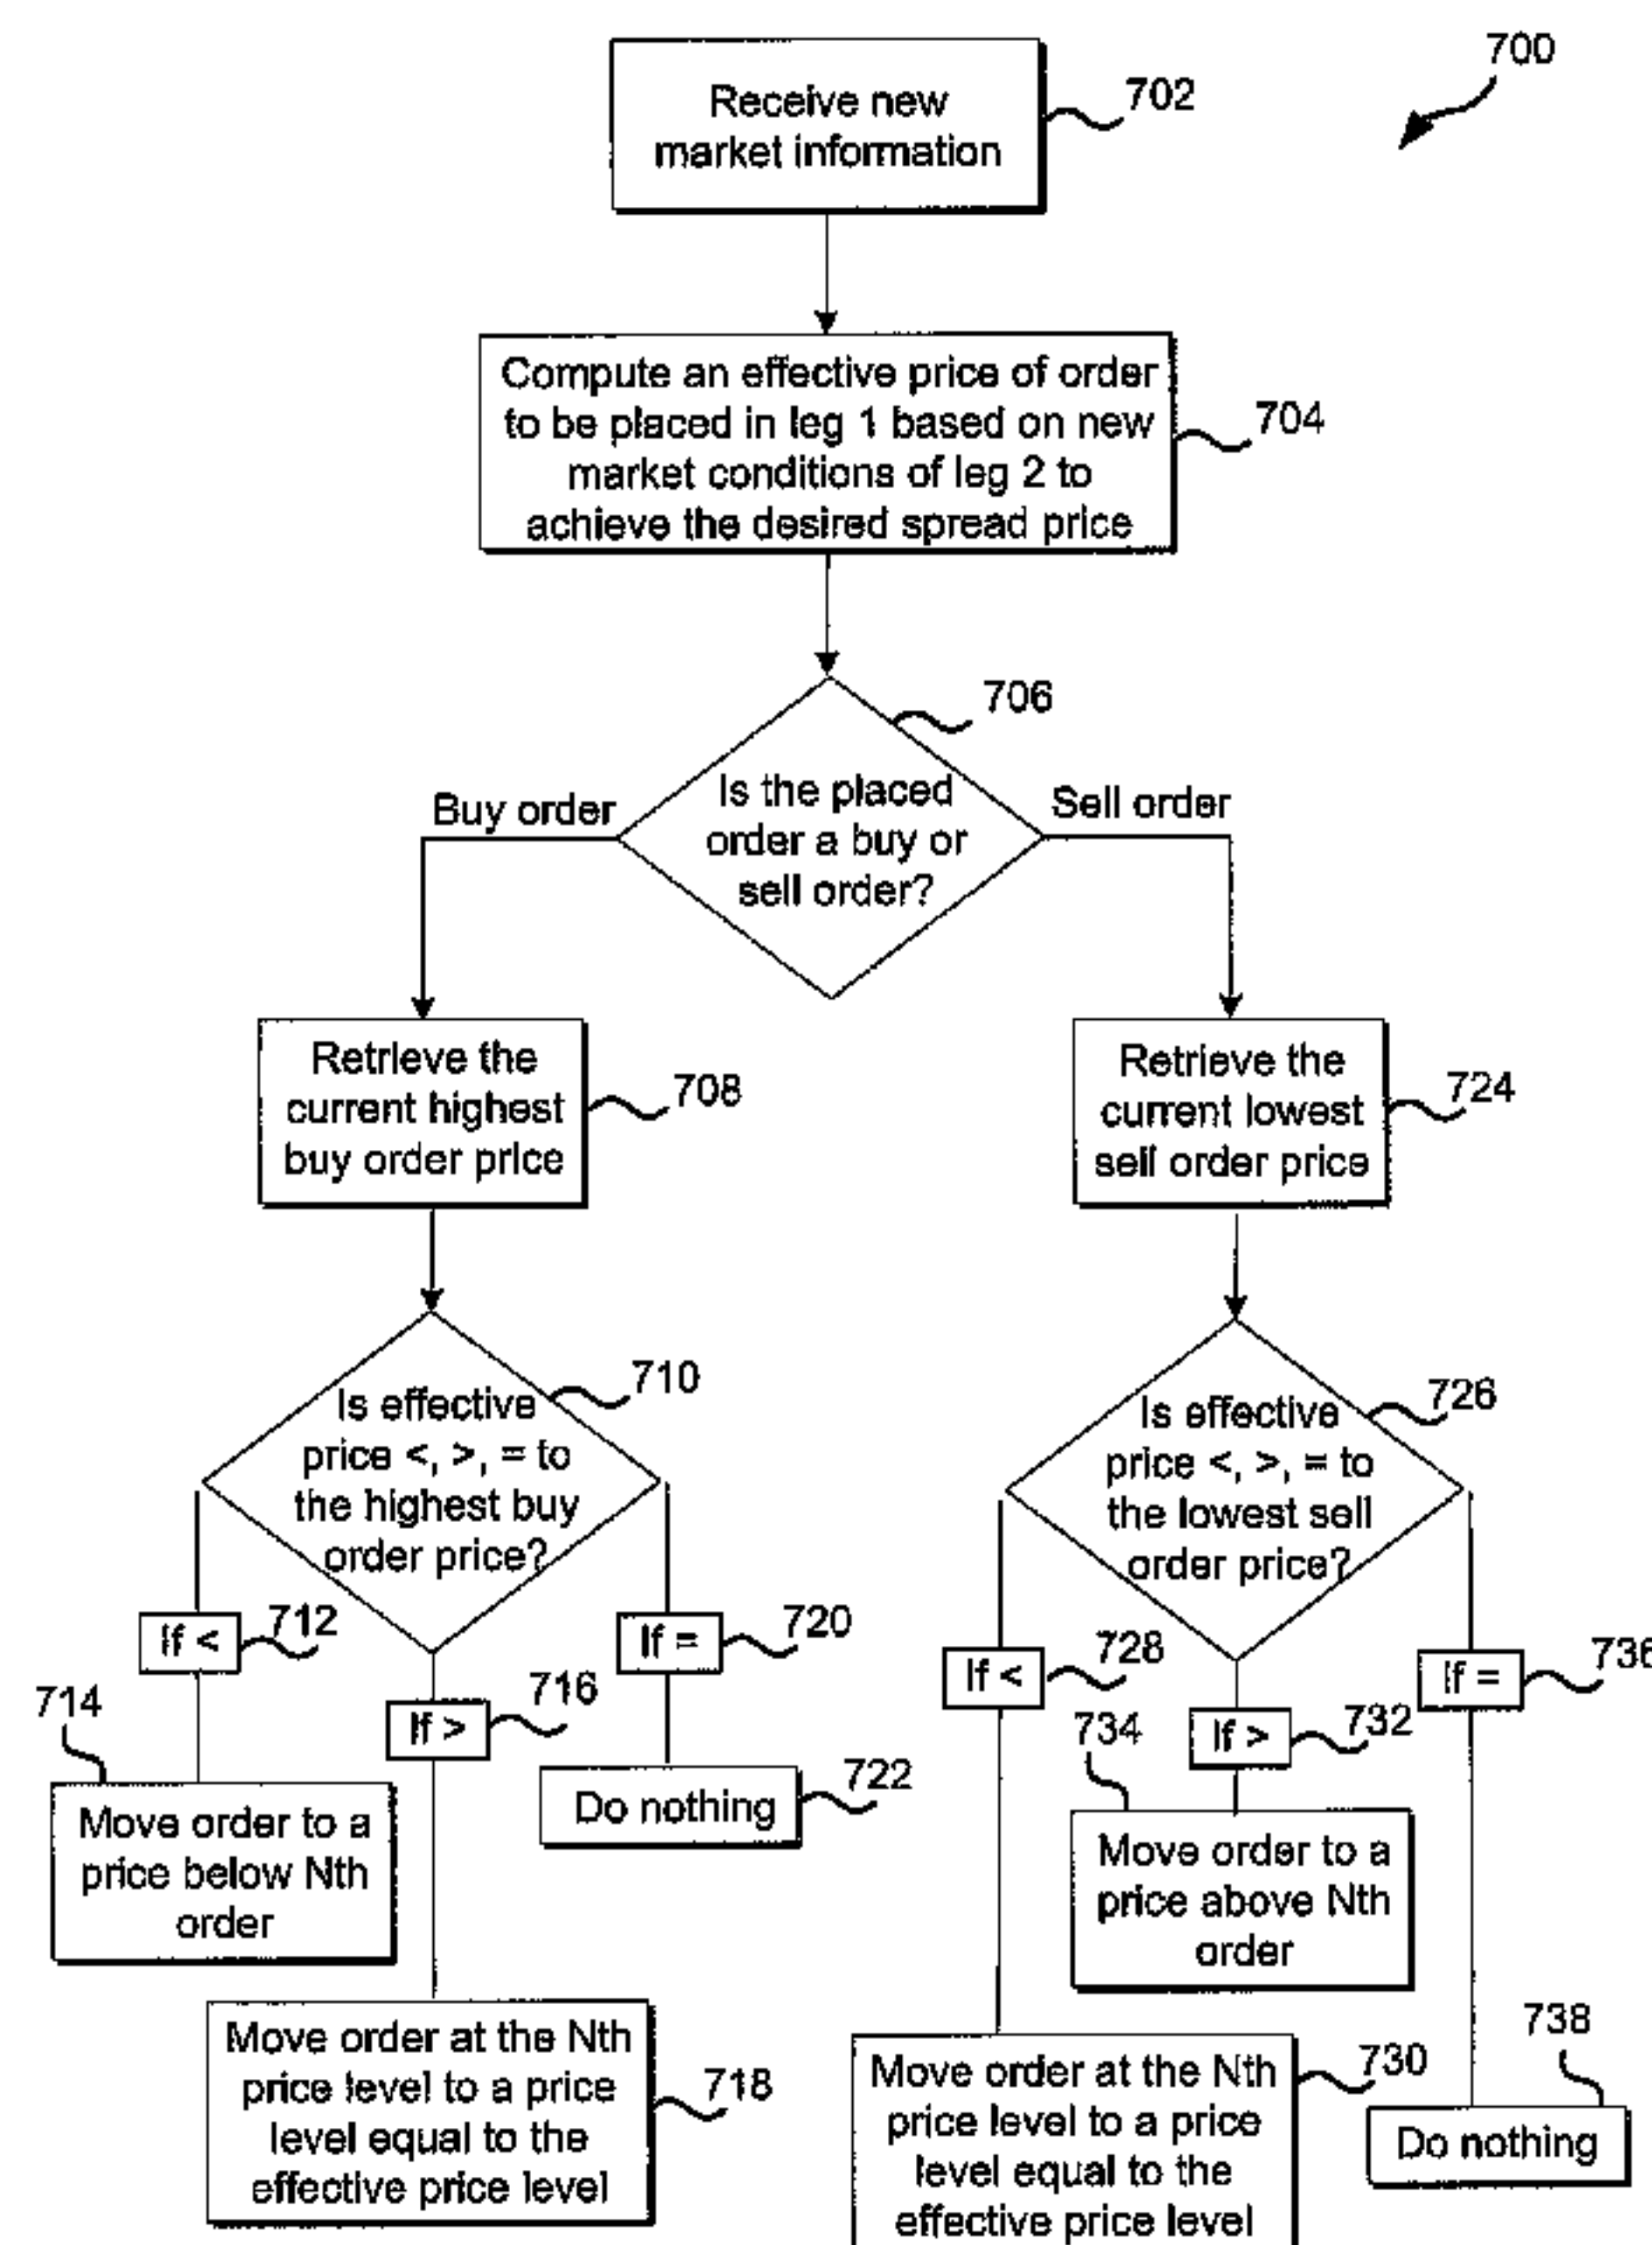 700
Receive new
market information
702
Compute an effective price of order
to be placed in leg 1 based on new
market conditions of leg 2 to
achieve the desired spread price
704
706
Is the placed
order a buy or
sell order?
Buy order
Sell order
Retrieve the
current highest
buy order price
708
Retrieve the
current lowest
sell order price
724
710
Is effective
price <, >, = to
the highest buy
order price?
726
Is effective
price <, >, = to
the lowest sell
order price?
If <
712
If >
716
If =
720
If <
728
If >
732
If =
736
714
Move order to a
price below Nth
order
Do nothing
722
734
Move order to a
price above Nth
order
Move order at the Nth
price level to a price
level equal to the
effective price level
718
Move order at the Nth
price level to a price
level equal to the
effective price level
730
738
Do nothing